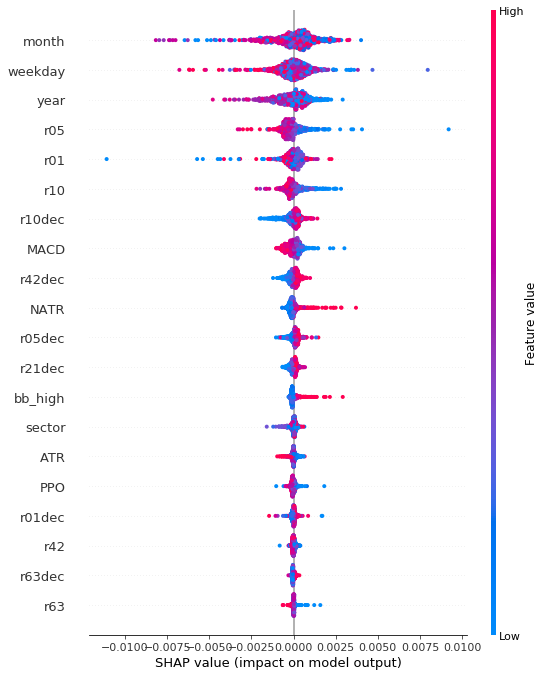 High
month
weekday
year
r05
r01
r10
r10dec
MACD
r42dec
NATR
r05dec
r21dec
bb_high
sector
ATR
PPO
r01dec
r42
r63dec
r63
Feature value
Low
−0.0100 −0.0075 −0.0050 −0.0025 0.0000 0.0025 0.0050 0.0075 0.0100
SHAP value (impact on model output)